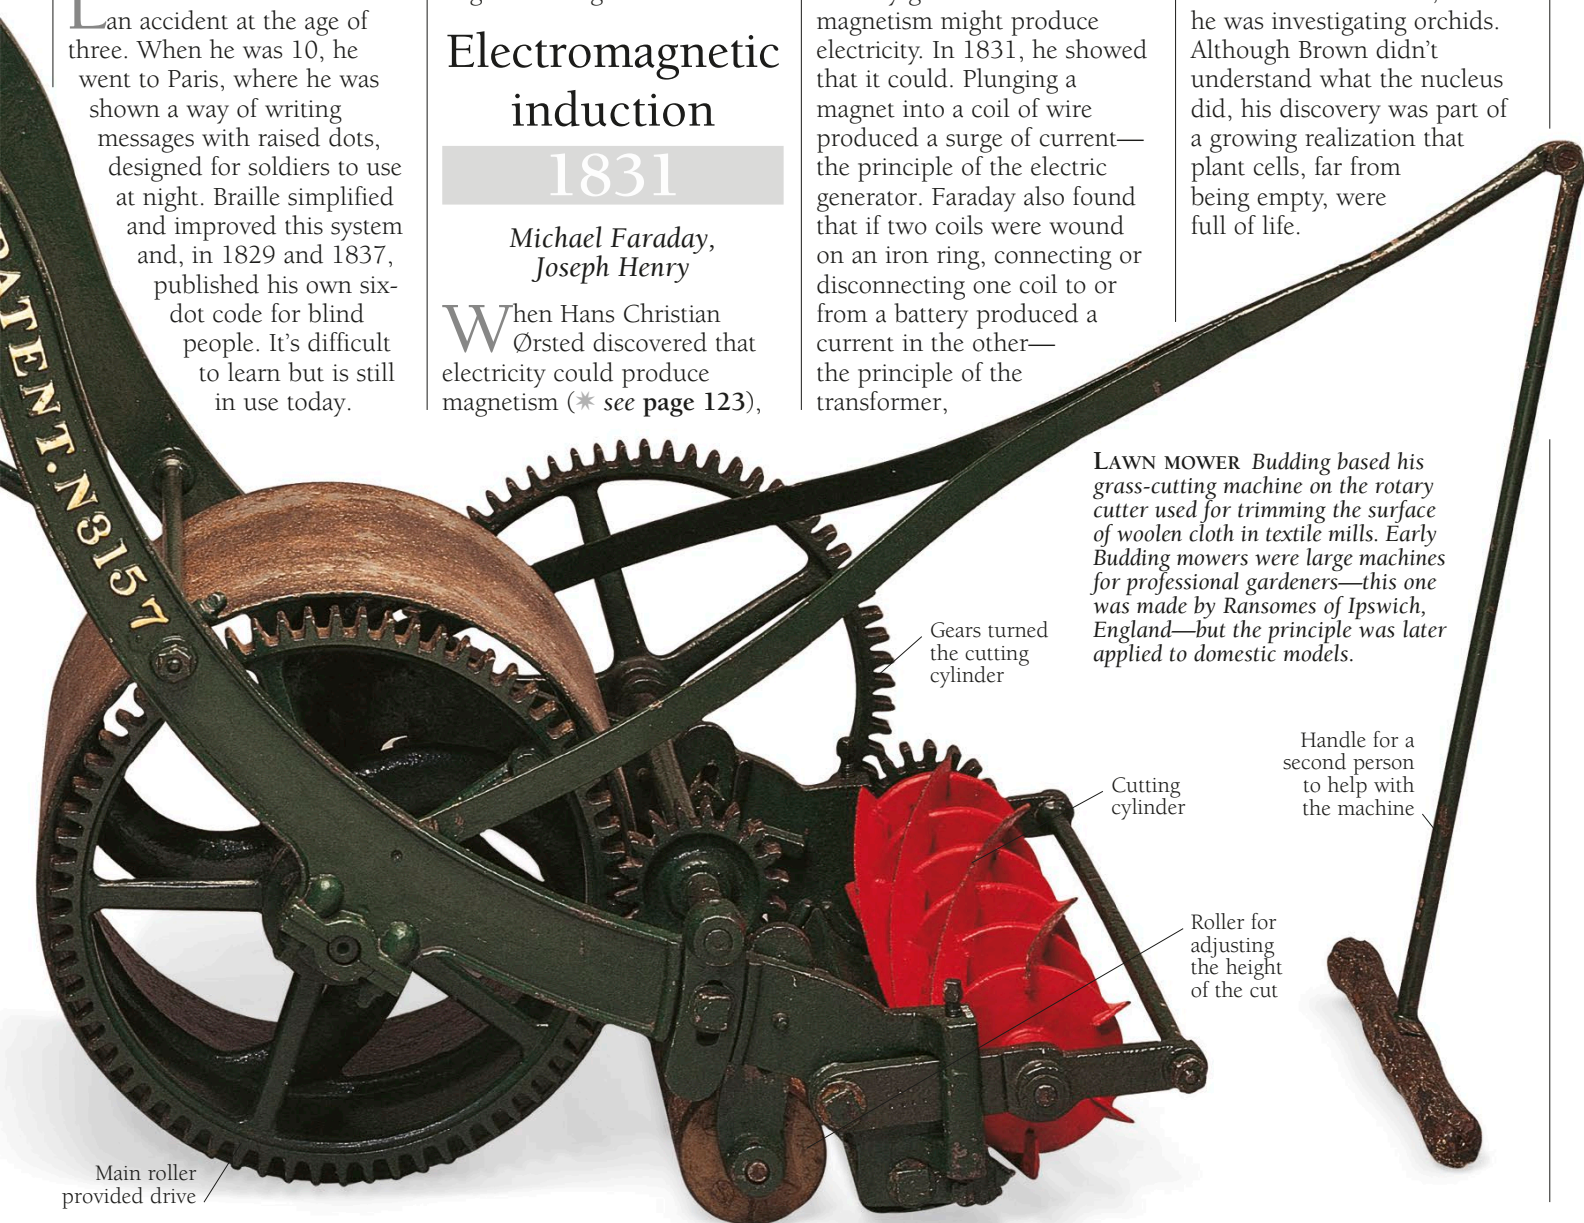 an accident at the age of
three. When he was 10, he
went to Paris, where he was
shown a way of writing
messages with raised dots,
designed for soldiers to use
at night. Braille simplified
and improved this system
and, in 1829 and 1837,
published his own six-
dot code for blind
people. It's difficult
to learn but is still
in use today.
Electromagnetic
induction
1831
Michael Faraday,
Joseph Henry
When Hans Christian
Ørsted discovered that
electricity could produce
magnetism (✷ see page 123),
magnetism might produce
electricity. In 1831, he showed
that it could. Plunging a
magnet into a coil of wire
produced a surge of current—
the principle of the electric
generator. Faraday also found
that if two coils were wound
on an iron ring, connecting or
disconnecting one coil to or
from a battery produced a
current in the other—
the principle of the
transformer,
he was investigating orchids.
Although Brown didn't
understand what the nucleus
did, his discovery was part of
a growing realization that
plant cells, far from
being empty, were
full of life.
PATENT. N3157
LAWN MOWER Budding based his
grass-cutting machine on the rotary
cutter used for trimming the surface
of woolen cloth in textile mills. Early
Budding mowers were large machines
for professional gardeners—this one
was made by Ransomes of Ipswich,
England—but the principle was later
applied to domestic models.
Gears turned
the cutting
cylinder
Cutting
cylinder
Handle for a
second person
to help with
the machine
Roller for
adjusting
the height
of the cut
Main roller
provided drive